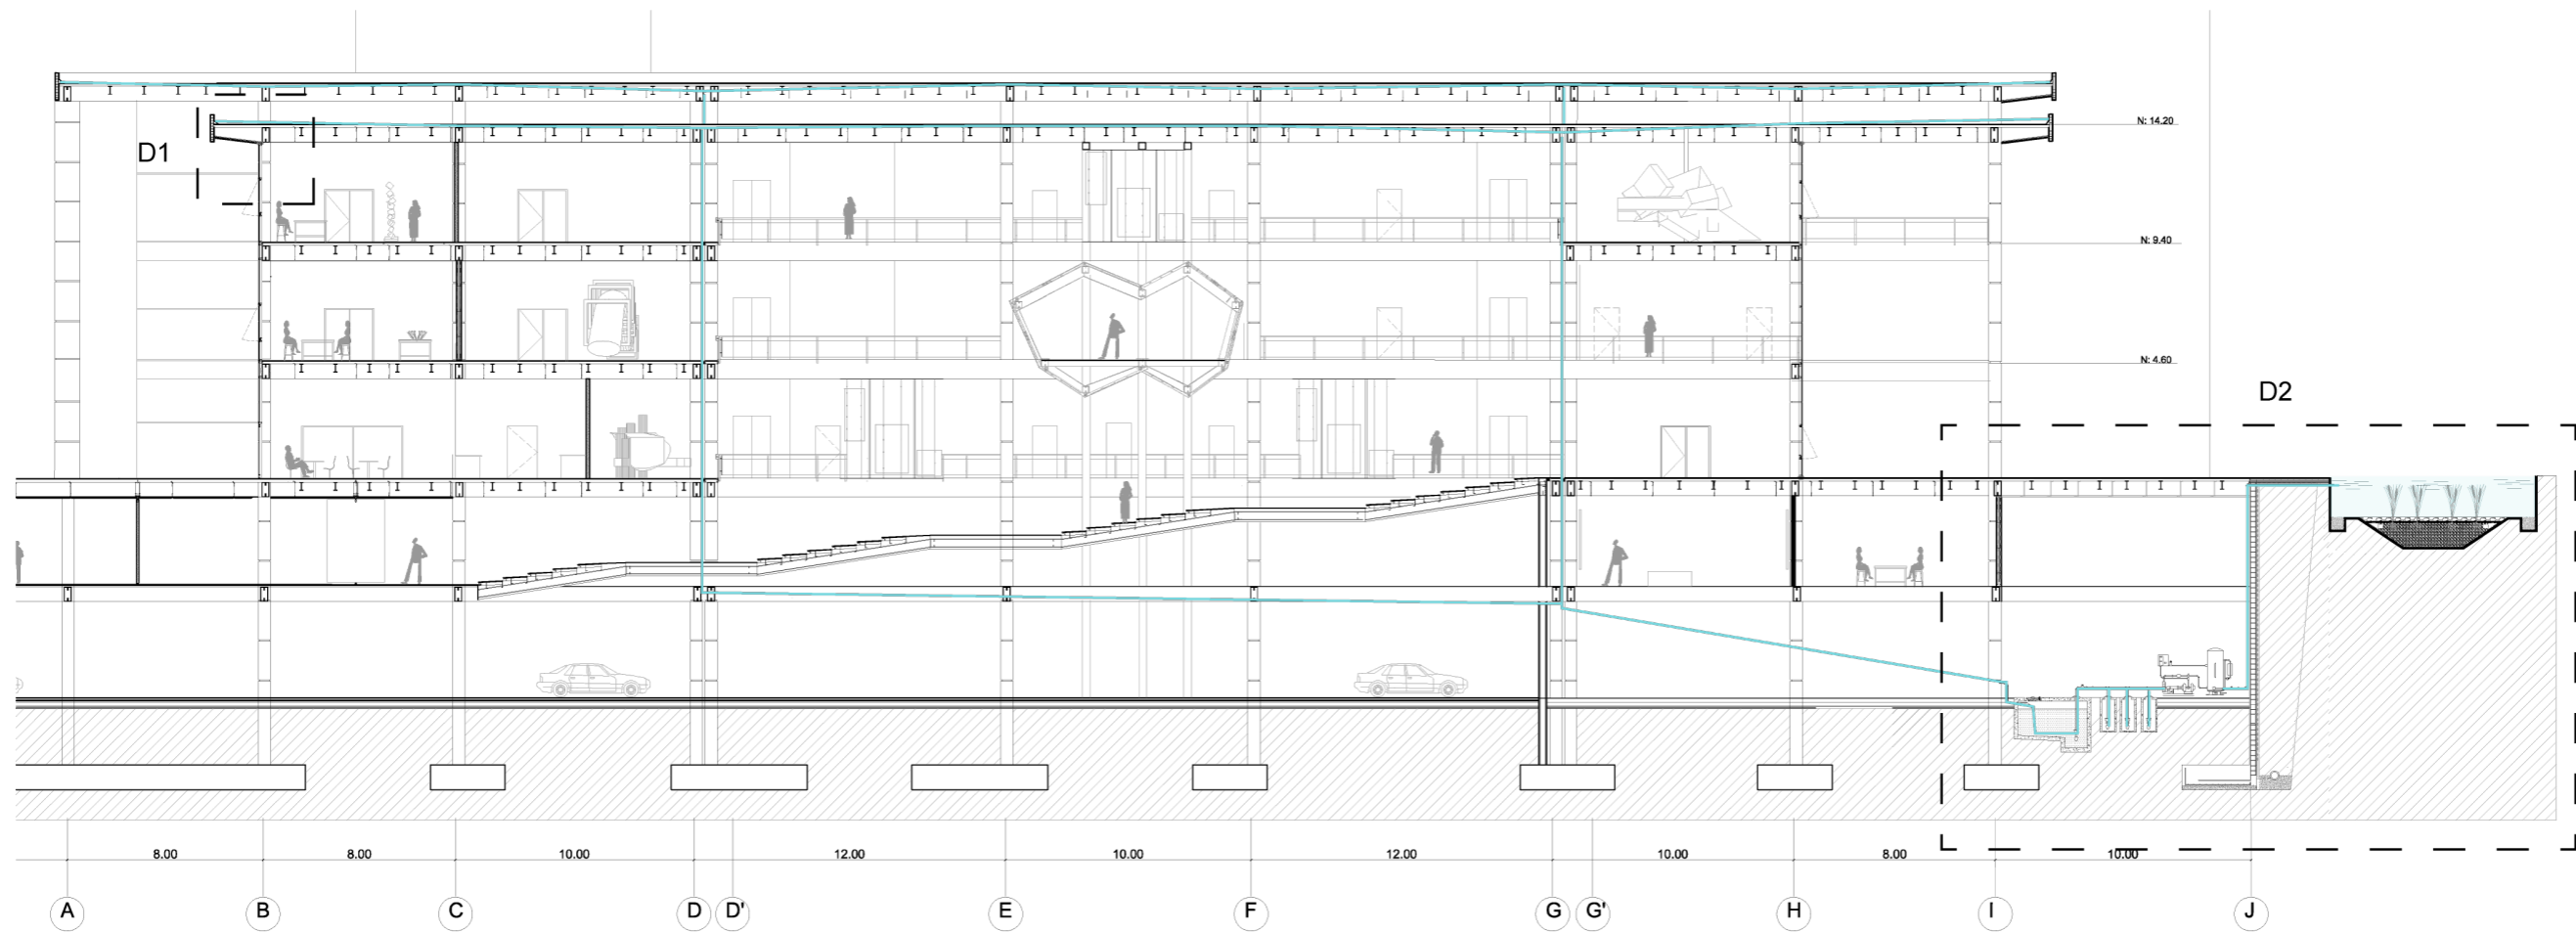 N: 14.20
D1
N: 9.40
N: 4.60
D2
8.00 8.00 10.00 12.00 10.00 12.00 10.00 8.00 10.00
A B C D D' E F G G' H I J